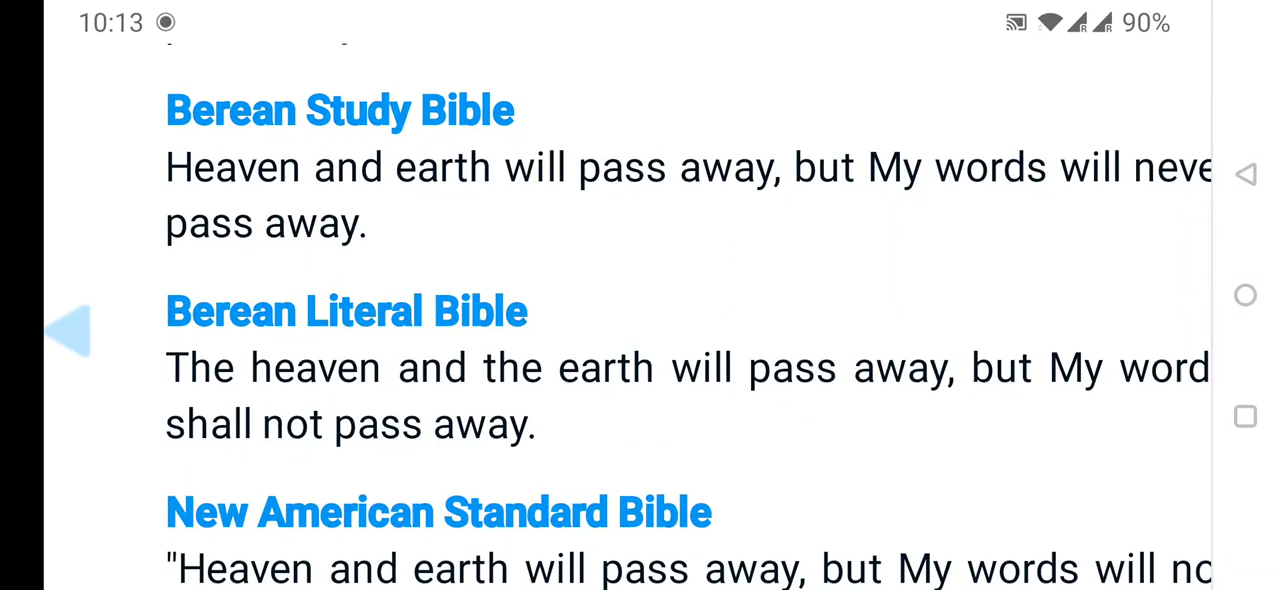 10:13 90%
Berean Study Bible
Heaven and earth will pass away, but My words will neve
pass away.
Berean Literal Bible
The heaven and the earth will pass away, but My word
shall not pass away.
New American Standard Bible
"Heaven and earth will pass away, but My words will no